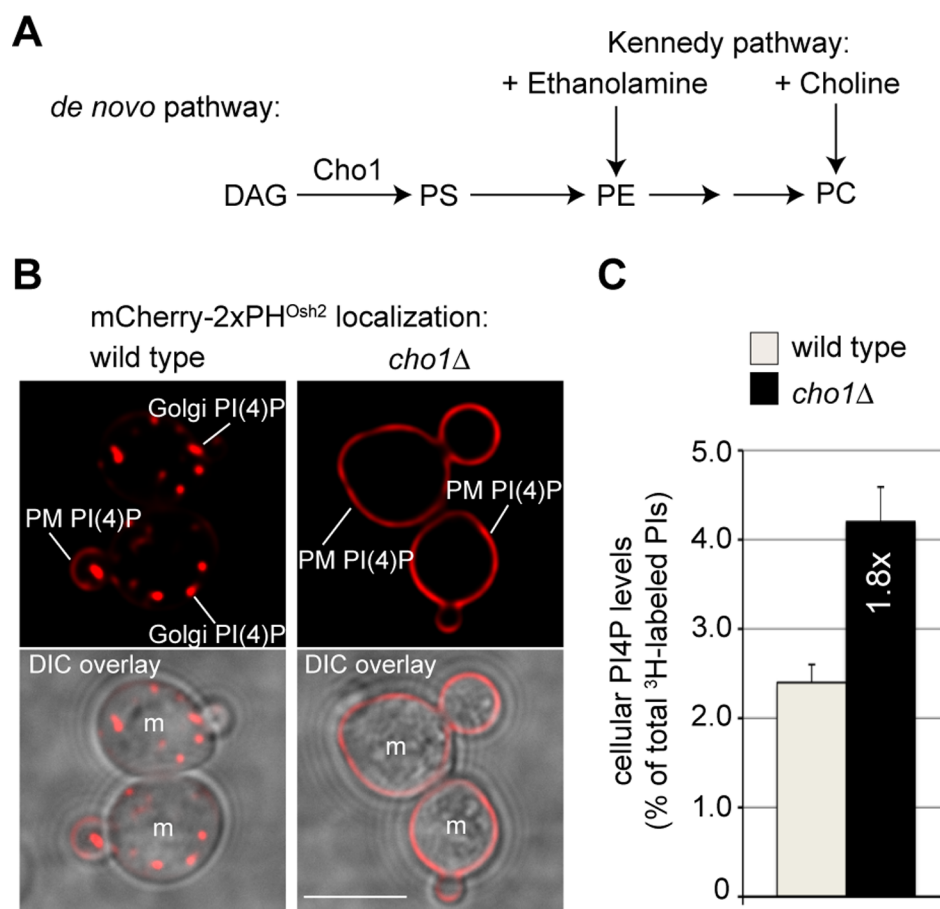 A
Kennedy pathway:
+ Ethanolamine
+ Choline
de novo pathway:
Cho1
DAG
PS
PE
PC
B
mCherry-2xPHOsh2 localization:
wild type
cho1Δ
Golgi PI(4)P
PM PI(4)P
Golgi PI(4)P
PM PI(4)P
PM PI(4)P
DIC overlay
m
m
DIC overlay
m
m
C
wild type
cho1Δ
5.0
4.0
3.0
2.0
1.0
0
cellular PI4P levels
(% of total ³H-labeled PIs)
1.8x